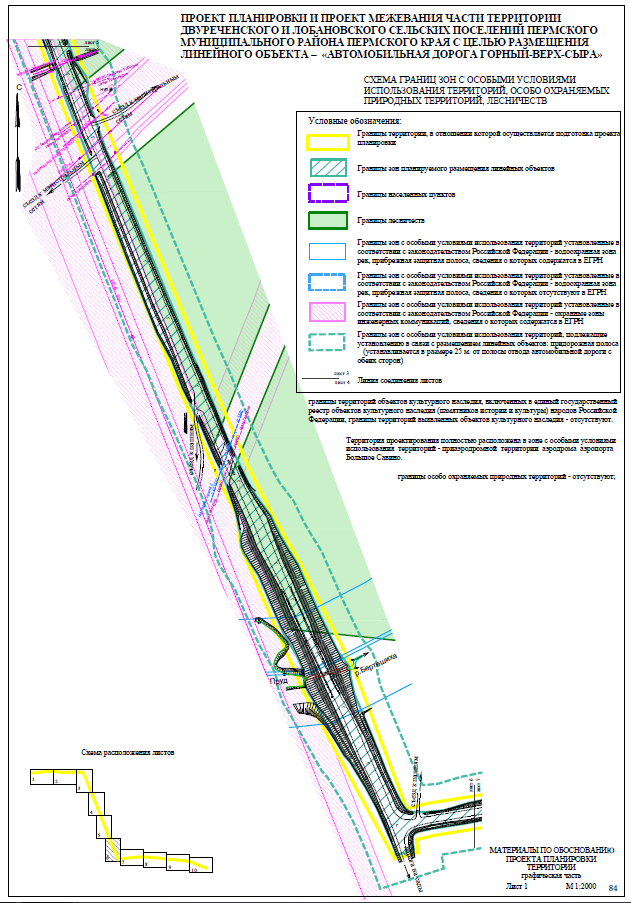 ПРОЕКТ ПЛАНИРОВКИ И ПРОЕКТ МЕЖЕВАНИЯ ЧАСТИ ТЕРРИТОРИИ
ДВУРЕЧЕНСКОГО И ЛОБАНОВСКОГО СЕЛЬСКИХ ПОСЕЛЕНИЙ ПЕРМСКОГО
МУНИЦИПАЛЬНОГО РАЙОНА ПЕРМСКОГО КРАЯ С ЦЕЛЬЮ РАЗМЕЩЕНИЯ
ЛИНЕЙНОГО ОБЪЕКТА – «АВТОМОБИЛЬНАЯ ДОРОГА ГОРНЫЙ-ВЕРХ-СЫРА»
СХЕМА ГРАНИЦ ЗОН С ОСОБЫМИ УСЛОВИЯМИ
ИСПОЛЬЗОВАНИЯ ТЕРРИТОРИЙ, ОСОБО ОХРАНЯЕМЫХ
ПРИРОДНЫХ ТЕРРИТОРИЙ, ЛЕСНИЧЕСТВ
С
Условные обозначения:
Границы территории, в отношении которой осуществляется подготовка проекта
планировки
Границы зон планируемого размещения линейных объектов
Границы населенных пунктов
Границы лесничеств
Границы зон с особыми условиями использования территорий установленные в
соответствии с законодательством Российской Федерации - водоохранная зона
рек, прибрежная защитная полоса, сведения о которых содержатся в ЕГРН
Границы зон с особыми условиями использования территорий установленные в
соответствии с законодательством Российской Федерации - водоохранная зона
рек, прибрежная защитная полоса, сведения о которых отсутствуют в ЕГРН
Границы зон с особыми условиями использования территорий установленные в
соответствии с законодательством Российской Федерации - охранные зоны
инженерных коммуникаций, сведения о которых содержатся в ЕГРН
Границы зон с особыми условиями использования территорий, подлежащие
установлению в связи с размещением линейных объектов: придорожная полоса
(устанавливается в размере 25 м. от полосы отвода автомобильной дороги с
обеих сторон)
лист 3
лист 4
Линия соединения листов
границы территорий объектов культурного наследия, включенных в единый государственный
реестр объектов культурного наследия (памятников истории и культуры) народов Российской
Федерации, границы территорий выявленных объектов культурного наследия - отсутствуют.
Территория проектирования полностью расположена в зоне с особыми условиями
использования территорий - приаэродромной территории аэродрома аэропорта
Большое Савино.
границы особо охраняемых природных территорий - отсутствуют;
р.Бертешиха
Пруд
Схема расположения листов
1
2
3
4
5
6
7
8
9
10
МАТЕРИАЛЫ ПО ОБОСНОВАНИЮ
ПРОЕКТА ПЛАНИРОВКИ
ТЕРРИТОРИИ
графическая часть
Лист 1
М 1:2000
84